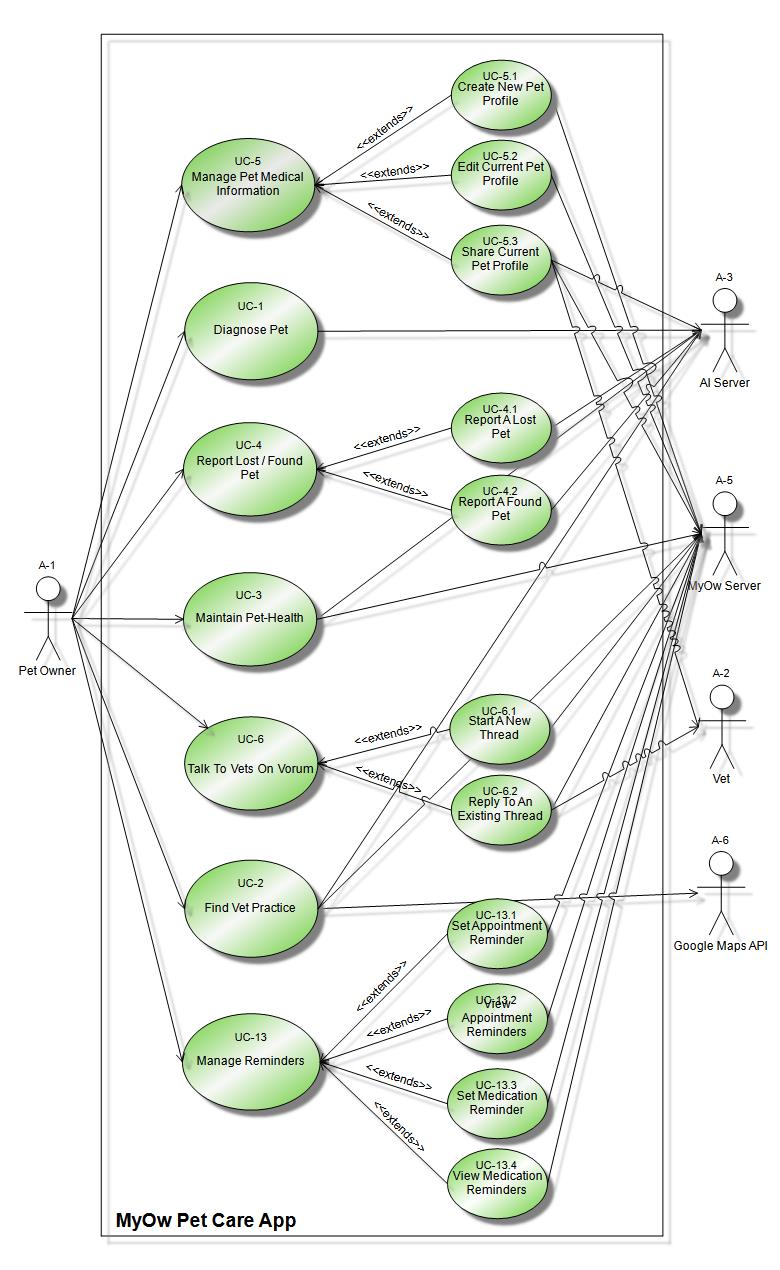 UC-5.1
Create New Pet
Profile
<<extends>>
UC-5
Manage Pet Medical
Information
<<extends>>
UC-5.2
Edit Current Pet
Profile
<<extends>>
UC-5.3
Share Current
Pet Profile
A-3
AI Server
UC-1
Diagnose Pet
UC-4
Report Lost / Found
Pet
<<extends>>
UC-4.1
Report A Lost
Pet
<<extends>>
UC-4.2
Report A Found
Pet
A-5
MyOw Server
A-1
Pet Owner
UC-3
Maintain Pet-Health
A-2
Vet
UC-6
Talk To Vets On Vorum
<<extends>>
UC-6.1
Start A New
Thread
<<extends>>
UC-6.2
Reply To An
Existing Thread
A-6
Google Maps API
UC-2
Find Vet Practice
UC-13.1
Set Appointment
Reminder
<<extends>>
UC-13
Manage Reminders
<<extends>>
UC-13.2
View
Appointment
Reminders
<<extends>>
UC-13.3
Set Medication
Reminder
<<extends>>
UC-13.4
View Medication
Reminders
MyOw Pet Care App